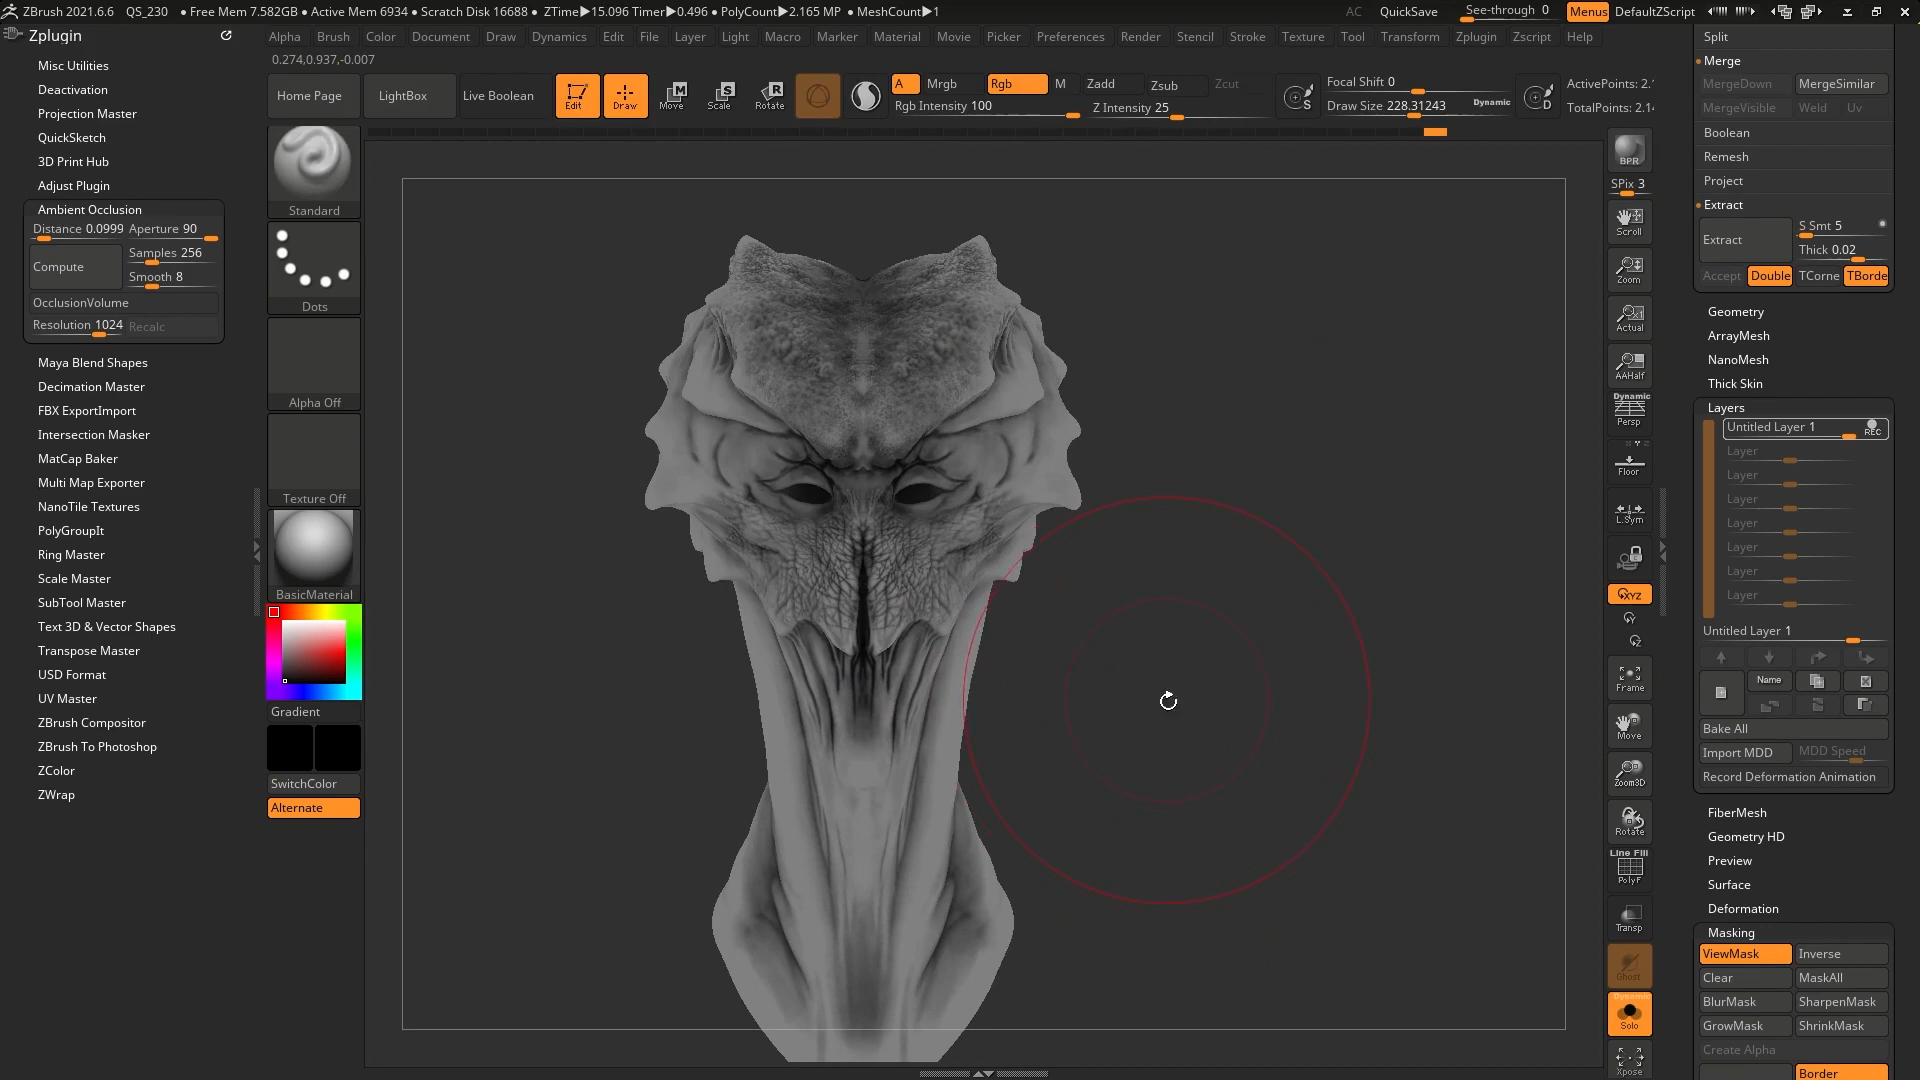 ZBrush 2021.6.6 QS_230 • Free Mem 7.582GB • Active Mem 6934 • Scratch Disk 16688 • ZTime▶15.096 Timer▶0.496 • PolyCount▶2.165 MP • MeshCount▶1 AC QuickSave See-through 0 Menus DefaultZScript
Zplugin
Alpha Brush Color Document Draw Dynamics Edit File Layer Light Macro Marker Material Movie Picker Preferences Render Stencil Stroke Texture Tool Transform Zplugin Zscript Help
0.274,0.937,-0.007
Misc Utilities
Deactivation
Projection Master
QuickSketch
3D Print Hub
Adjust Plugin
Ambient Occlusion
Distance 0.0999 Aperture 90
Compute
Samples 256
Smooth 8
OcclusionVolume
Resolution 1024 Recalc
Maya Blend Shapes
Decimation Master
FBX ExportImport
Intersection Masker
MatCap Baker
Multi Map Exporter
NanoTile Textures
PolyGroupIt
Ring Master
Scale Master
SubTool Master
Text 3D & Vector Shapes
Transpose Master
USD Format
UV Master
ZBrush Compositor
ZBrush To Photoshop
ZColor
ZWrap
Home Page
LightBox
Live Boolean
Edit
Draw
M
Move
S
Scale
R
Rotate
A Mrgb Rgb M Zadd Zsub Zcut
Rgb Intensity 100 Z Intensity 25
S
Focal Shift 0
Draw Size 228.31243 Dynamic
D
ActivePoints: 2.1
TotalPoints: 2.14
Standard
Dots
Alpha Off
Texture Off
BasicMaterial
Gradient
SwitchColor
Alternate
BPR
SPix 3
Scroll
Zoom
Actual
AAHalf
Dynamic
Persp
Floor
L.Sym
XYZ
Y
Z
Frame
Move
Zoom3D
Rotate
Line Fill
PolyF
Transp
Ghost
Dynamic
Solo
Xpose
Split
Merge
MergeDown MergeSimilar
MergeVisible Weld Uv
Boolean
Remesh
Project
Extract
Extract
S Smt 5
Thick 0.02
Accept Double TCorne TBorde
Geometry
ArrayMesh
NanoMesh
Thick Skin
Layers
Untitled Layer 1 REC
Layer
Layer
Layer
Layer
Layer
Layer
Layer
Untitled Layer 1
Name
Bake All
Import MDD MDD Speed
Record Deformation Animation
FiberMesh
Geometry HD
Preview
Surface
Deformation
Masking
ViewMask Inverse
Clear MaskAll
BlurMask SharpenMask
GrowMask ShrinkMask
Create Alpha
Border